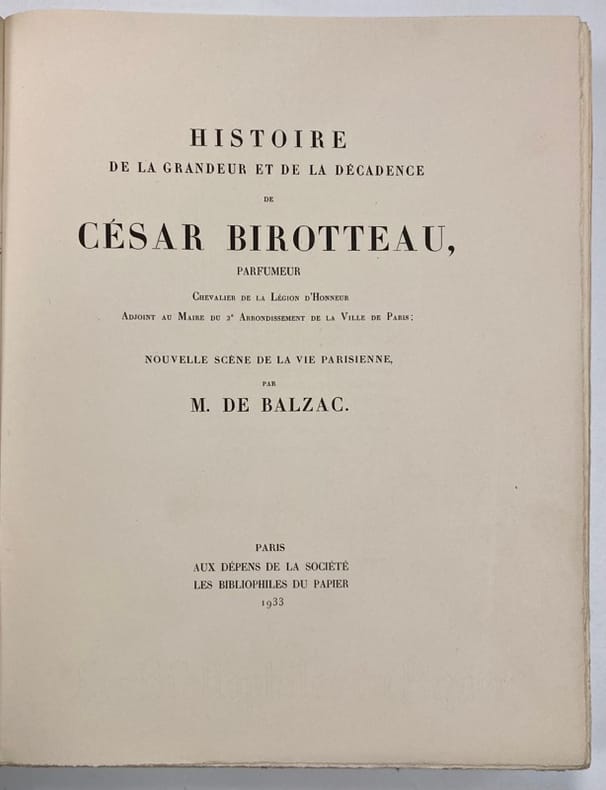 HISTOIRE
DE LA GRANDEUR ET DE LA DÉCADENCE
DE
CÉSAR BIROTTEAU,
PARFUMEUR
Chevalier de la Légion d'Honneur
Adjoint au Maire du 2e Arrondissement de la Ville de Paris;
NOUVELLE SCÈNE DE LA VIE PARISIENNE,
PAR
M. DE BALZAC.
PARIS
AUX DÉPENS DE LA SOCIÉTÉ
LES BIBLIOPHILES DU PAPIER
1933